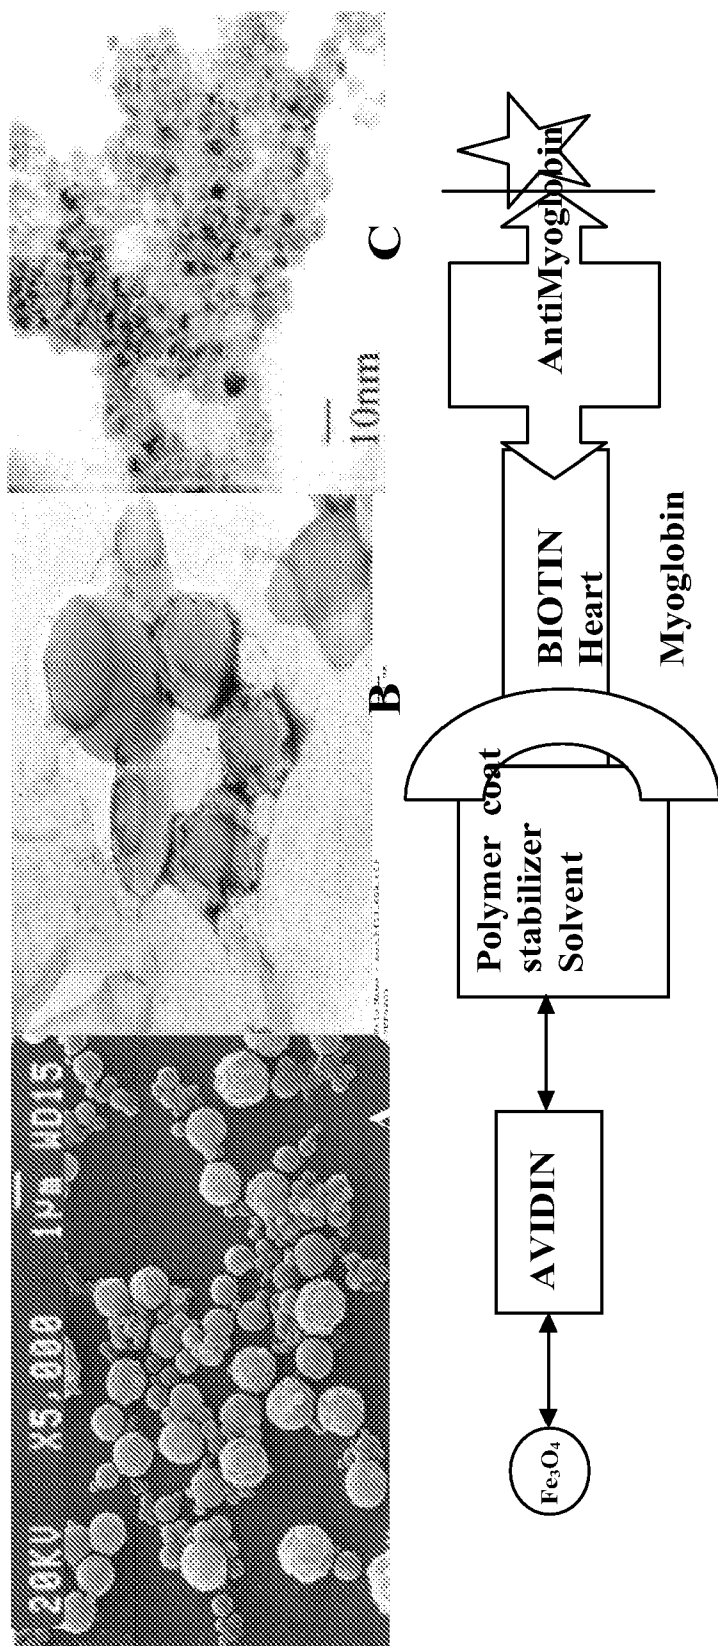 20KU X5,000 1µm WD15
A
B
10nm
C
Fe₃O₄
AVIDIN
Polymer coat
stabilizer
Solvent
BIOTIN
Heart
Myoglobin
AntiMyoglobin